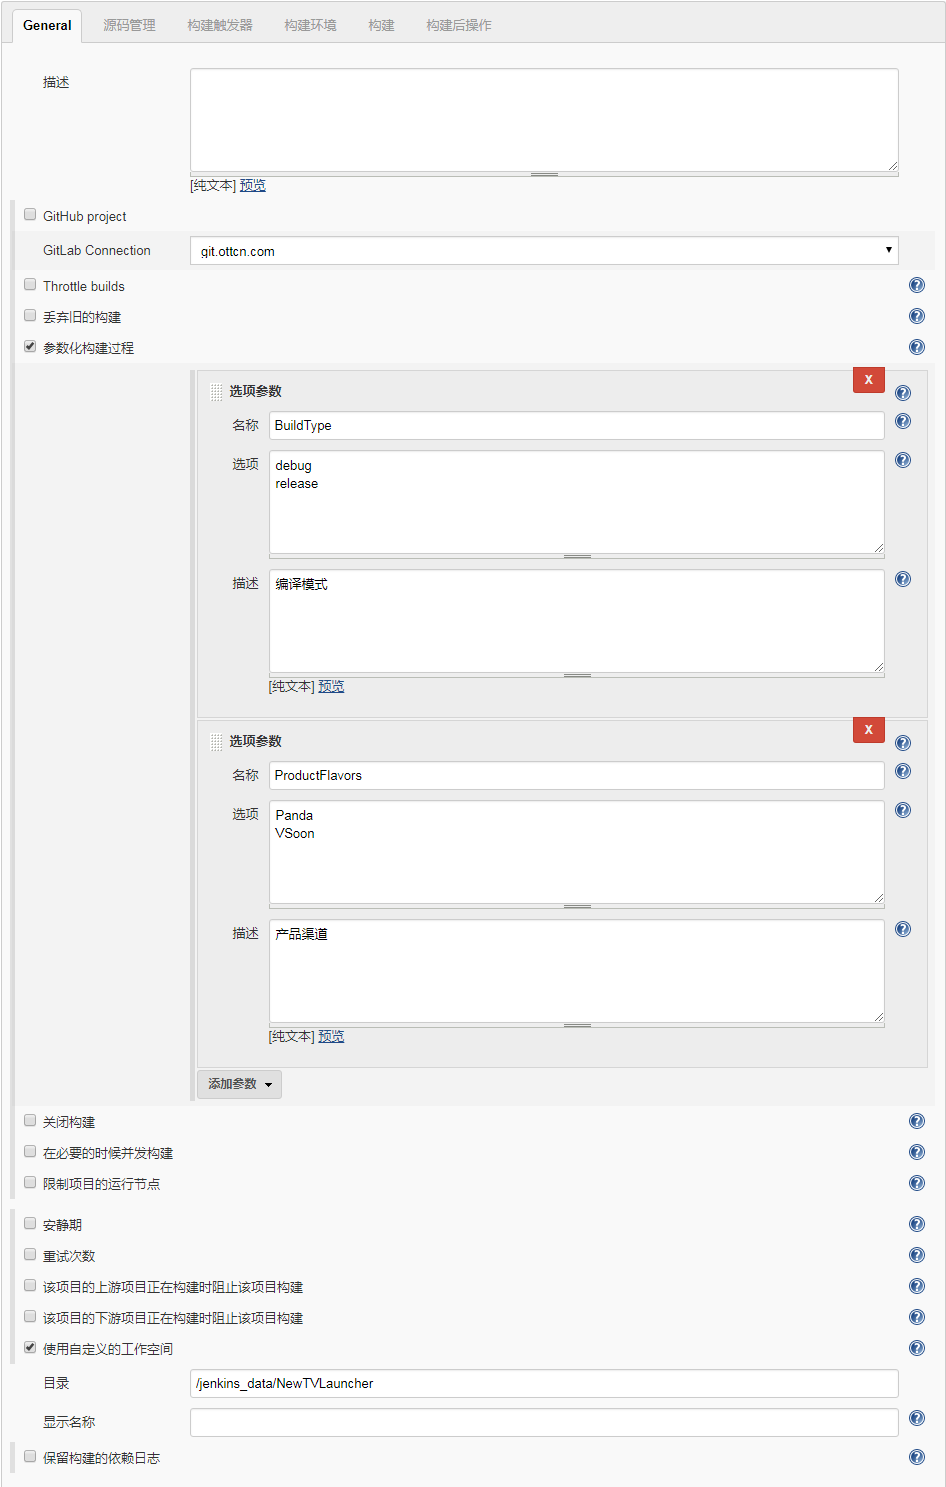 General 源码管理 构建触发器 构建环境 构建 构建后操作
描述
[纯文本] 预览
GitHub project
GitLab Connection git.ottcn.com
Throttle builds
丢弃旧的构建
参数化构建过程
选项参数 X
名称 BuildType
选项 debug
release
描述 编译模式
[纯文本] 预览
选项参数 X
名称 ProductFlavors
选项 Panda
VSoon
描述 产品渠道
[纯文本] 预览
添加参数
关闭构建
在必要的时候并发构建
限制项目的运行节点
安静期
重试次数
该项目的上游项目正在构建时阻止该项目构建
该项目的下游项目正在构建时阻止该项目构建
使用自定义的工作空间
目录 /jenkins_data/NewTVLauncher
显示名称
保留构建的依赖日志